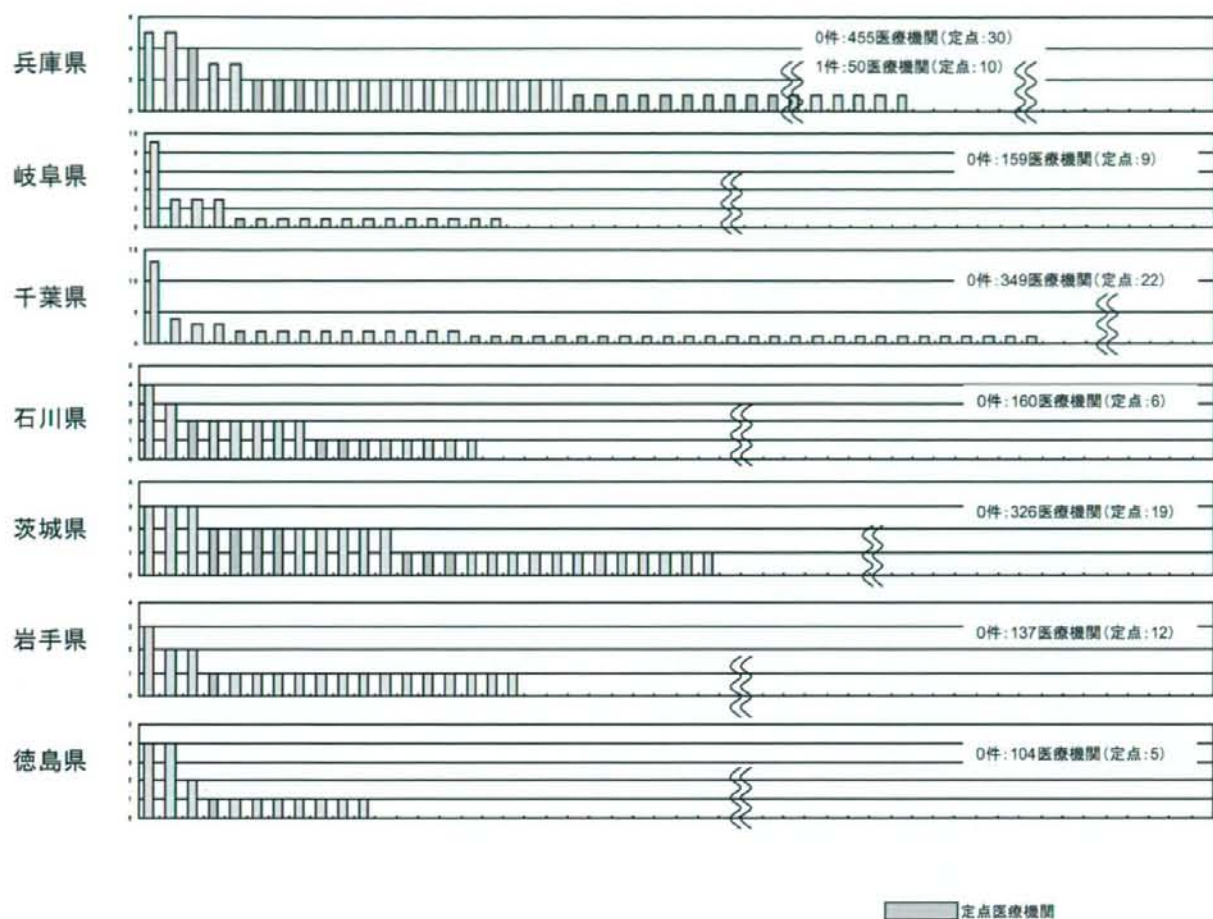 兵庫県
0件:455医療機関(定点:30)
1件:50医療機関(定点:10)
岐阜県
0件:159医療機関(定点:9)
千葉県
0件:349医療機関(定点:22)
石川県
0件:160医療機関(定点:6)
茨城県
0件:326医療機関(定点:19)
岩手県
0件:137医療機関(定点:12)
徳島県
0件:104医療機関(定点:5)
定点医療機関